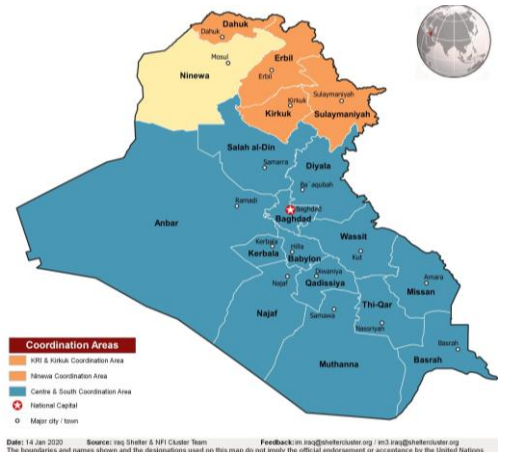 Dahuk
Dahuk
Mosul
Erbil
Ninewa
Erbil
Sulaymaniyah
Kirkuk
Kirkuk
Sulaymaniyah
Salah al-Din
Diyala
Samarra
Ba`aqubah
Ramadi
Baghdad
Anbar
Baghdad
Wassit
Kerbala
Hilla
Kerbala
Babylon
Kut
Diwaniya
Amara
Najaf
Qadissiya
Missan
Thi-Qar
Najaf
Samawa
Nassriyah
Basrah
Muthanna
Basrah
Coordination Areas
KRI & Kirkuk Coordination Area
Ninewa Coordination Area
Centre & South Coordination Area
National Capital
Major city / town
Date: 14 Jan 2020 Source: Iraq Shelter & NFI Cluster Team Feedback:im.iraq@sheltercluster.org / im3.iraq@sheltercluster.org
The boundaries and names shown and the designations used on this map do not imply the official endorsement or acceptance by the United Nations